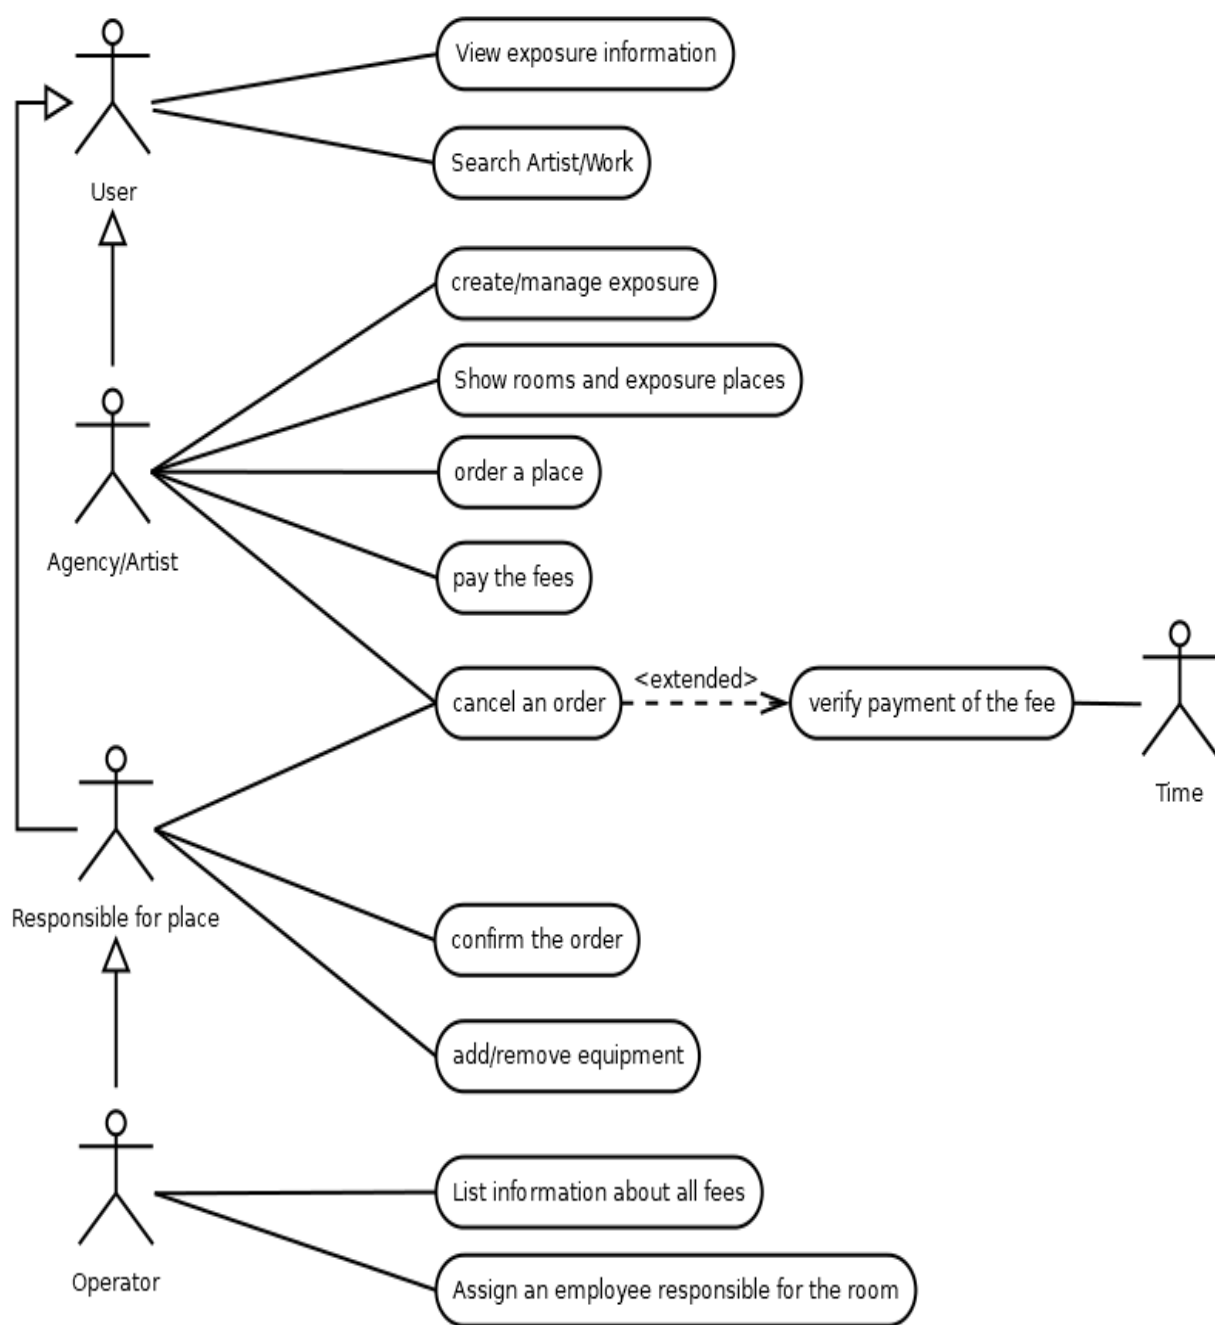 View exposure information
Search Artist/Work
User
create/manage exposure
Show rooms and exposure places
order a place
Agency/Artist
pay the fees
<extended>
cancel an order
verify payment of the fee
Time
Responsible for place
confirm the order
add/remove equipment
List information about all fees
Operator
Assign an employee responsible for the room